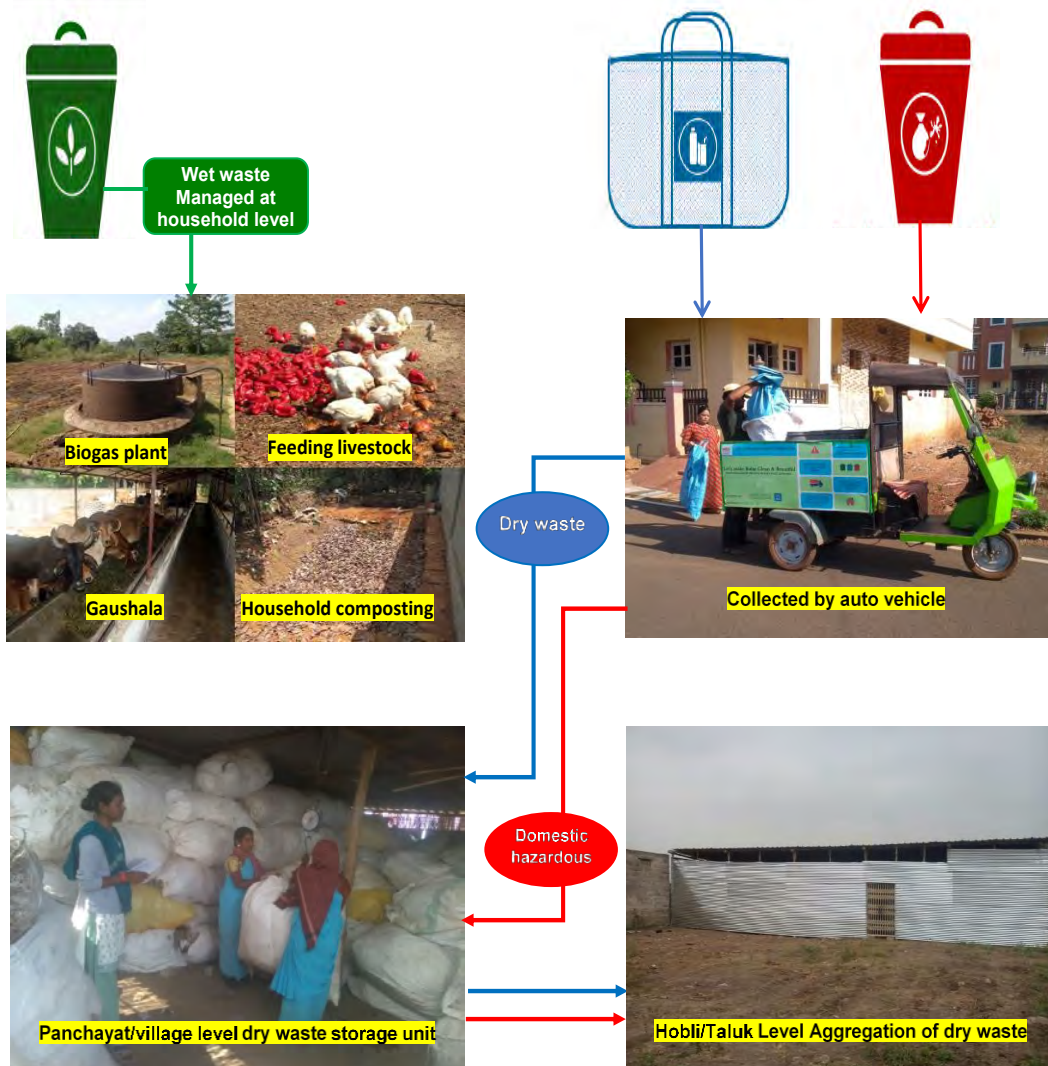 Wet waste
Managed at
household level
Biogas plant
Feeding livestock
Gaushala
Household composting
Dry waste
Collected by auto vehicle
Domestic
hazardous
Panchayat/village level dry waste storage unit
Hobli/Taluk Level Aggregation of dry waste